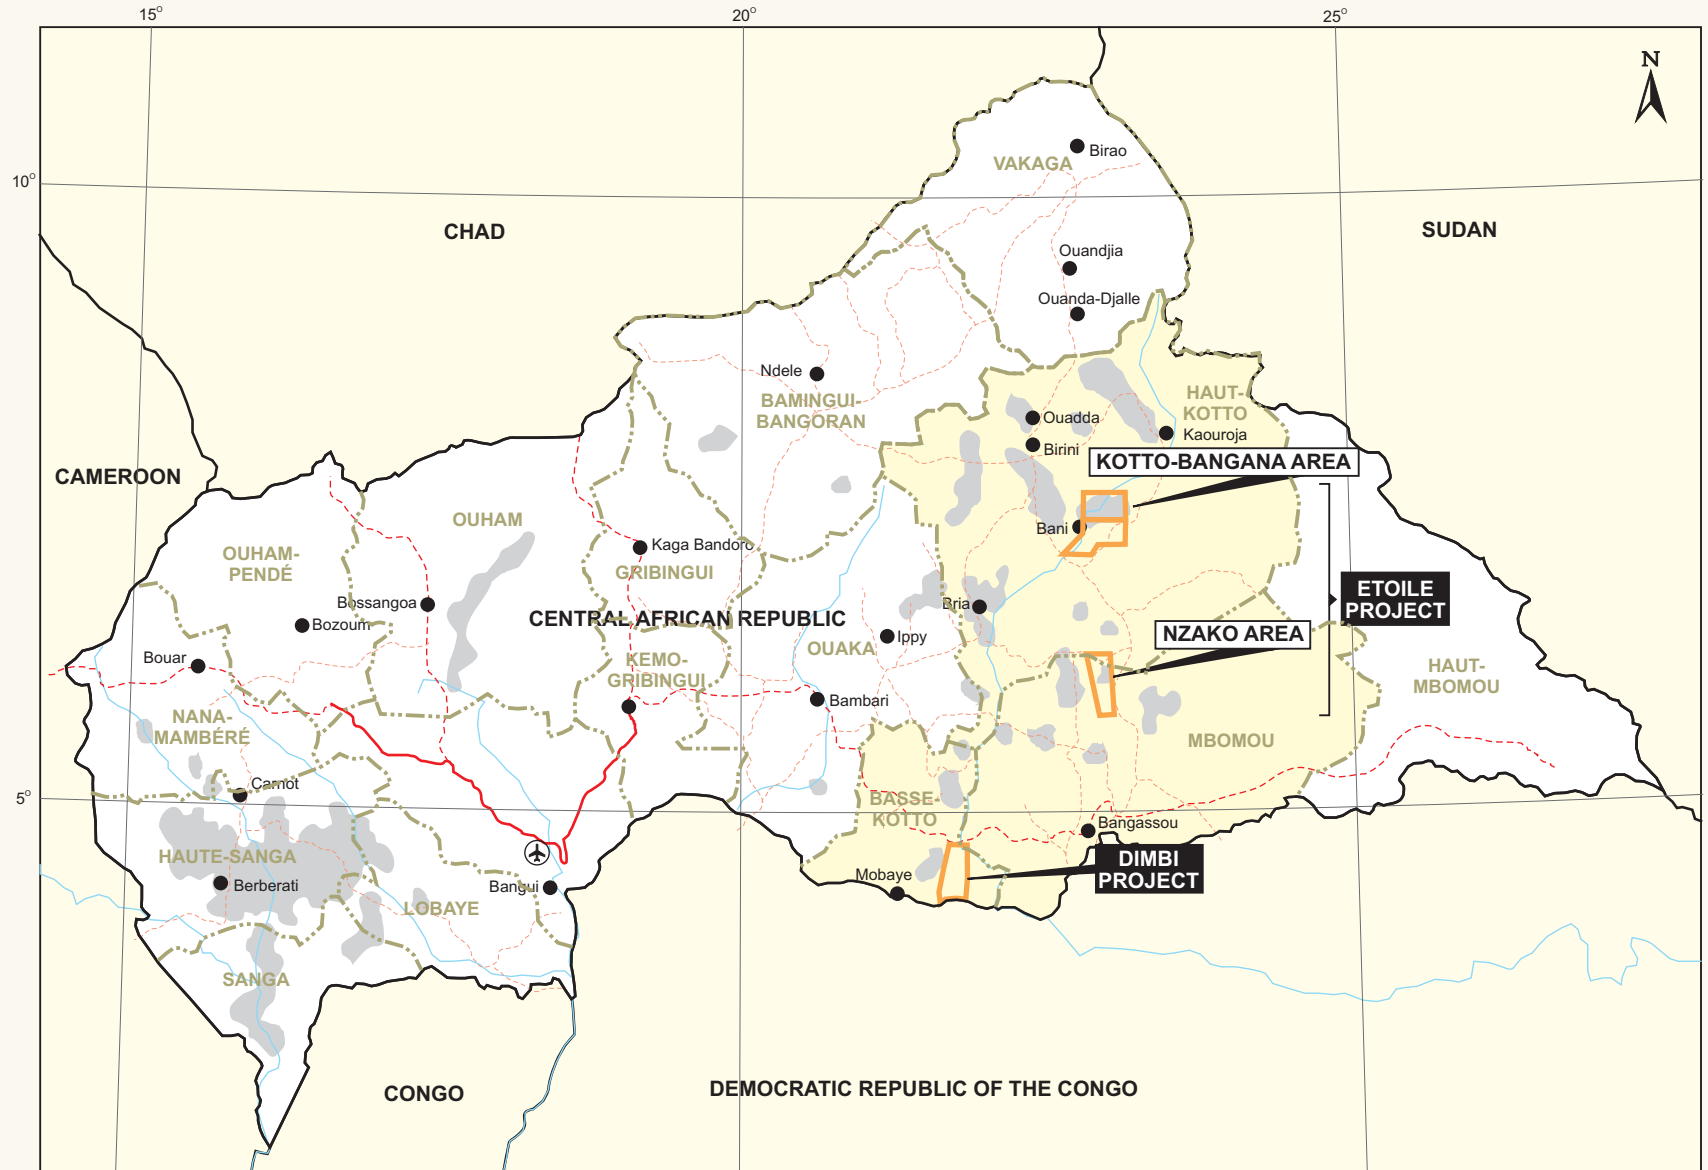 15°
20°
25°
N
Birao
VAKAGA
10°
CHAD
SUDAN
Ouandjia
Ouanda-Djalle
Ndele
BAMINGUI-
BANGORAN
HAUT-
KOTTO
Ouadda
Kaouroja
Birini
KOTTO-BANGANA AREA
CAMEROON
OUHAM
Bani
Kaga Bandoro
OUHAM-
PENDÉ
GRIBINGUI
ETOILE
PROJECT
Bossangoa
Bria
CENTRAL AFRICAN REPUBLIC
Bozoum
Ippy
NZAKO AREA
OUAKA
Bouar
KEMO-
GRIBINGUI
HAUT-
MBOMOU
Bambari
NANA-
MAMBÉRÉ
MBOMOU
Carnot
5°
BASSE-
KOTTO
Bangassou
HAUTE-SANGA
DIMBI
PROJECT
Berberati
Bangui
Mobaye
LOBAYE
SANGA
CONGO
DEMOCRATIC REPUBLIC OF THE CONGO